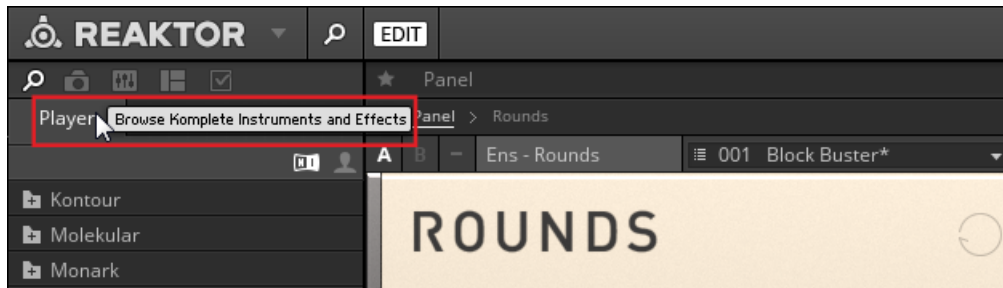 REAKTOR EDIT
Panel
Player Browse Komplete Instruments and Effects Panel > Rounds
A B - Ens - Rounds 001 Block Buster*
Kontour
Molekular
Monark
ROUNDS